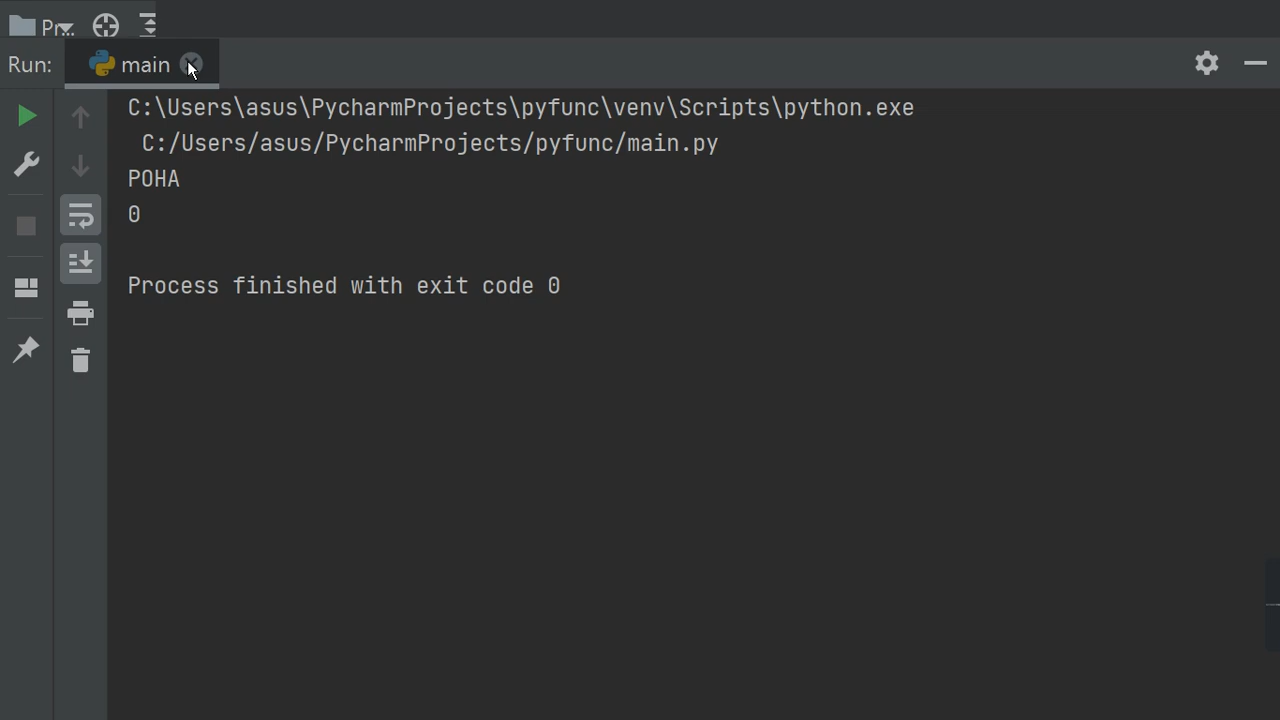 Pr...
Run:
main
C:\Users\asus\PycharmProjects\pyfunc\venv\Scripts\python.exe
C:/Users/asus/PycharmProjects/pyfunc/main.py
POHA
0
Process finished with exit code 0